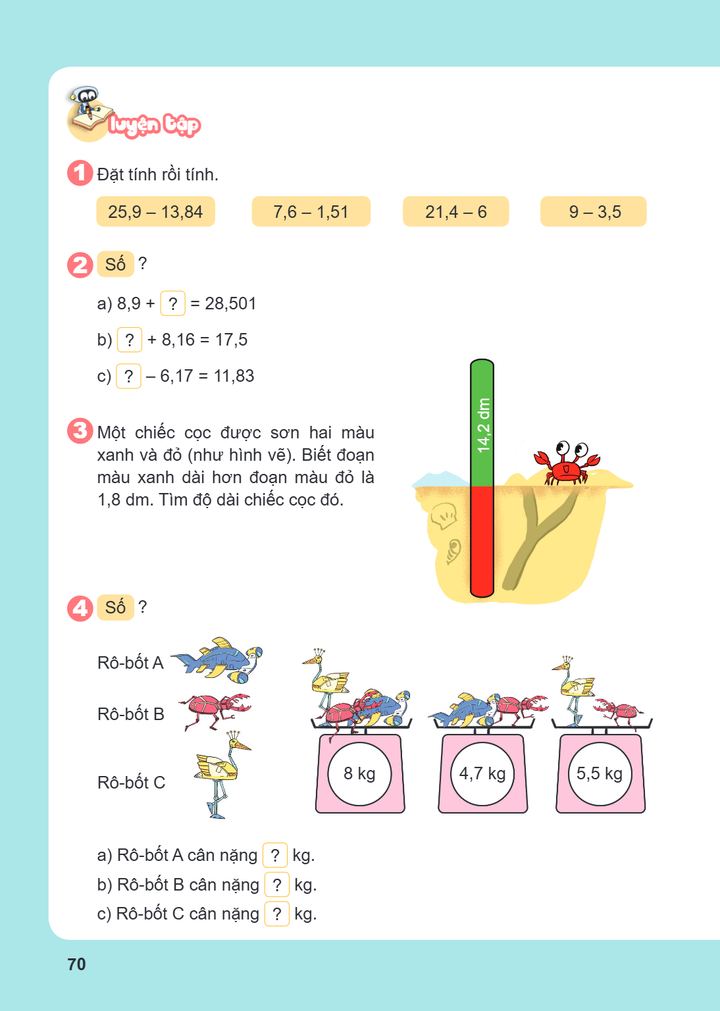 luyện tập
1 Đặt tính rồi tính.
25,9 – 13,84 7,6 – 1,51 21,4 – 6 9 – 3,5
2 Số ?
a) 8,9 + ? = 28,501
b) ? + 8,16 = 17,5
c) ? – 6,17 = 11,83
3 Một chiếc cọc được sơn hai màu
xanh và đỏ (như hình vẽ). Biết đoạn
màu xanh dài hơn đoạn màu đỏ là
1,8 dm. Tìm độ dài chiếc cọc đó.
14,2 dm
4 Số ?
Rô-bốt A
Rô-bốt B
Rô-bốt C
8 kg 4,7 kg 5,5 kg
a) Rô-bốt A cân nặng ? kg.
b) Rô-bốt B cân nặng ? kg.
c) Rô-bốt C cân nặng ? kg.
70